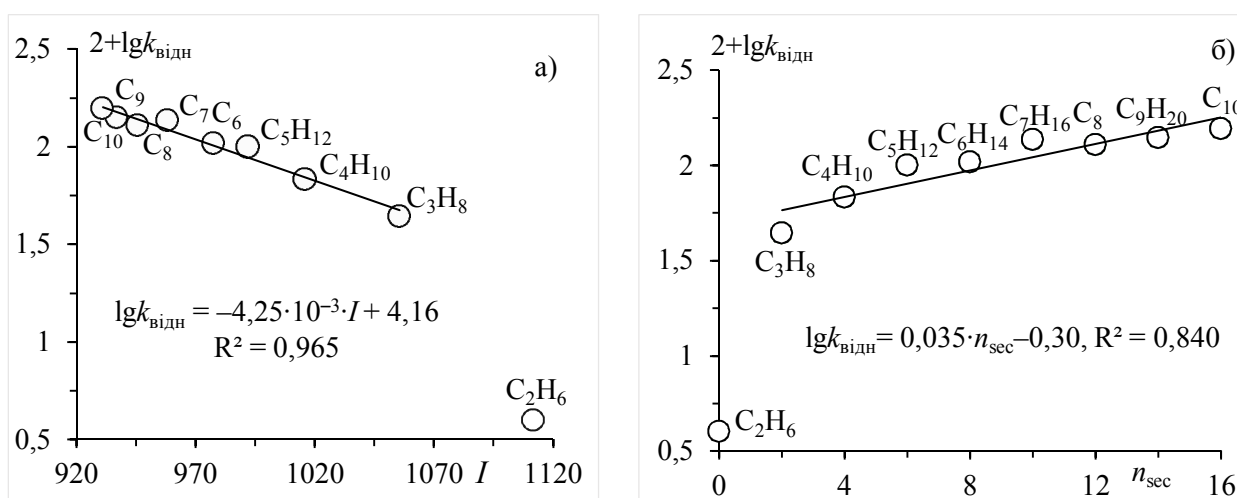 2+lgkвідн
а)
2,5
2
1,5
1
0,5
C9
C10
C8
C7
C6
C5H12
C4H10
C3H8
C2H6
lgkвідн = –4,25·10–3·I + 4,16
R² = 0,965
920 970 1020 1070 I 1120
2+lgkвідн
б)
2,5
2
1,5
1
0,5
C10
C9H20
C8
C7H16
C6H14
C5H12
C4H10
C3H8
lgkвідн= 0,035·nsec–0,30, R² = 0,840
C2H6
0 4 8 12 nsec 16